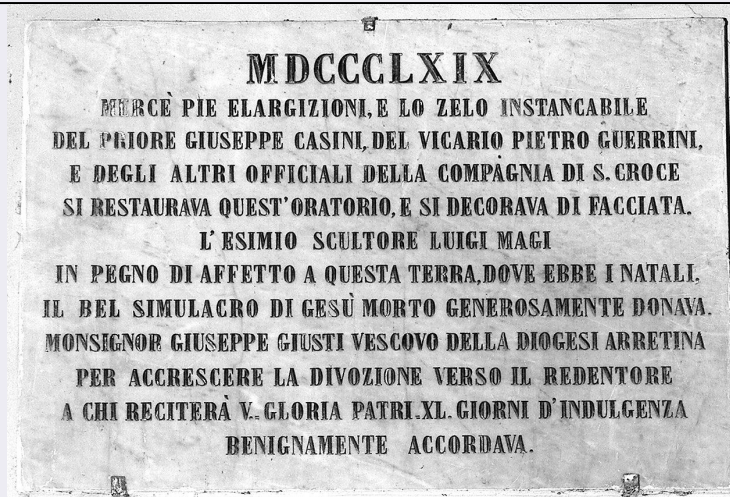 MDCCCLXIX
MERCÈ PIE ELARGIZIONI, E LO ZELO INSTANCABILE
DEL PRIORE GIUSEPPE CASINI, DEL VICARIO PIETRO GUERRINI,
E DEGLI ALTRI OFFICIALI DELLA COMPAGNIA DI S. CROCE
SI RESTAURAVA QUEST'ORATORIO, E SI DECORAVA DI FACCIATA.
L'ESIMIO SCULTORE LUIGI MAGI
IN PEGNO DI AFFETTO A QUESTA TERRA, DOVE EBBE I NATALI,
IL BEL SIMULACRO DI GESÙ MORTO GENEROSAMENTE DONAVA.
MONSIGNOR GIUSEPPE GIUSTI VESCOVO DELLA DIOGESI ARRETINA
PER ACCRESCERE LA DIVOZIONE VERSO IL REDENTORE
A CHI RECITERÀ V.. GLORIA PATRI. XL. GIORNI D'INDULGENZA
BENIGNAMENTE ACCORDAVA.